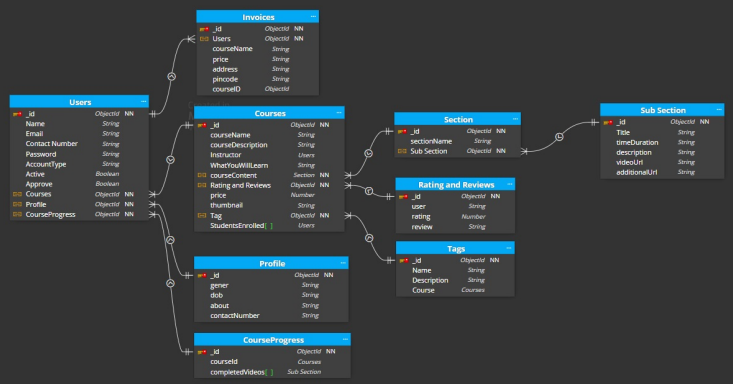 Invoices ...
_id ObjectId NN
Users ObjectId NN
courseName String
price String
address String
pincode String
courseID ObjectId
Users ...
_id ObjectId NN
Name String
Email String
Contact Number String
Password String
AccountType String
Active Boolean
Approve Boolean
Courses ObjectId NN
Profile ObjectId NN
CourseProgress ObjectId NN
Courses ...
_id ObjectId NN
courseName String
courseDescription String
Instructor Users
WhatYouWillLearn String
courseContent Section NN
Rating and Reviews ObjectId NN
price Number
thumbnail String
Tag ObjectId NN
StudentsEnrolled[ ] Users
Section ...
_id ObjectId NN
sectionName String
Sub Section ObjectId NN
Sub Section ...
_id ObjectId NN
Title String
timeDuration String
description String
videoUrl String
additionalUrl String
Rating and Reviews ...
_id ObjectId NN
user String
rating Number
review String
Tags ...
_id ObjectId NN
Name String
Description String
Course Courses
Profile ...
_id ObjectId NN
gener String
dob String
about String
contactNumber String
CourseProgress ...
_id ObjectId NN
courseId Courses
completedVideos[ ] Sub Section